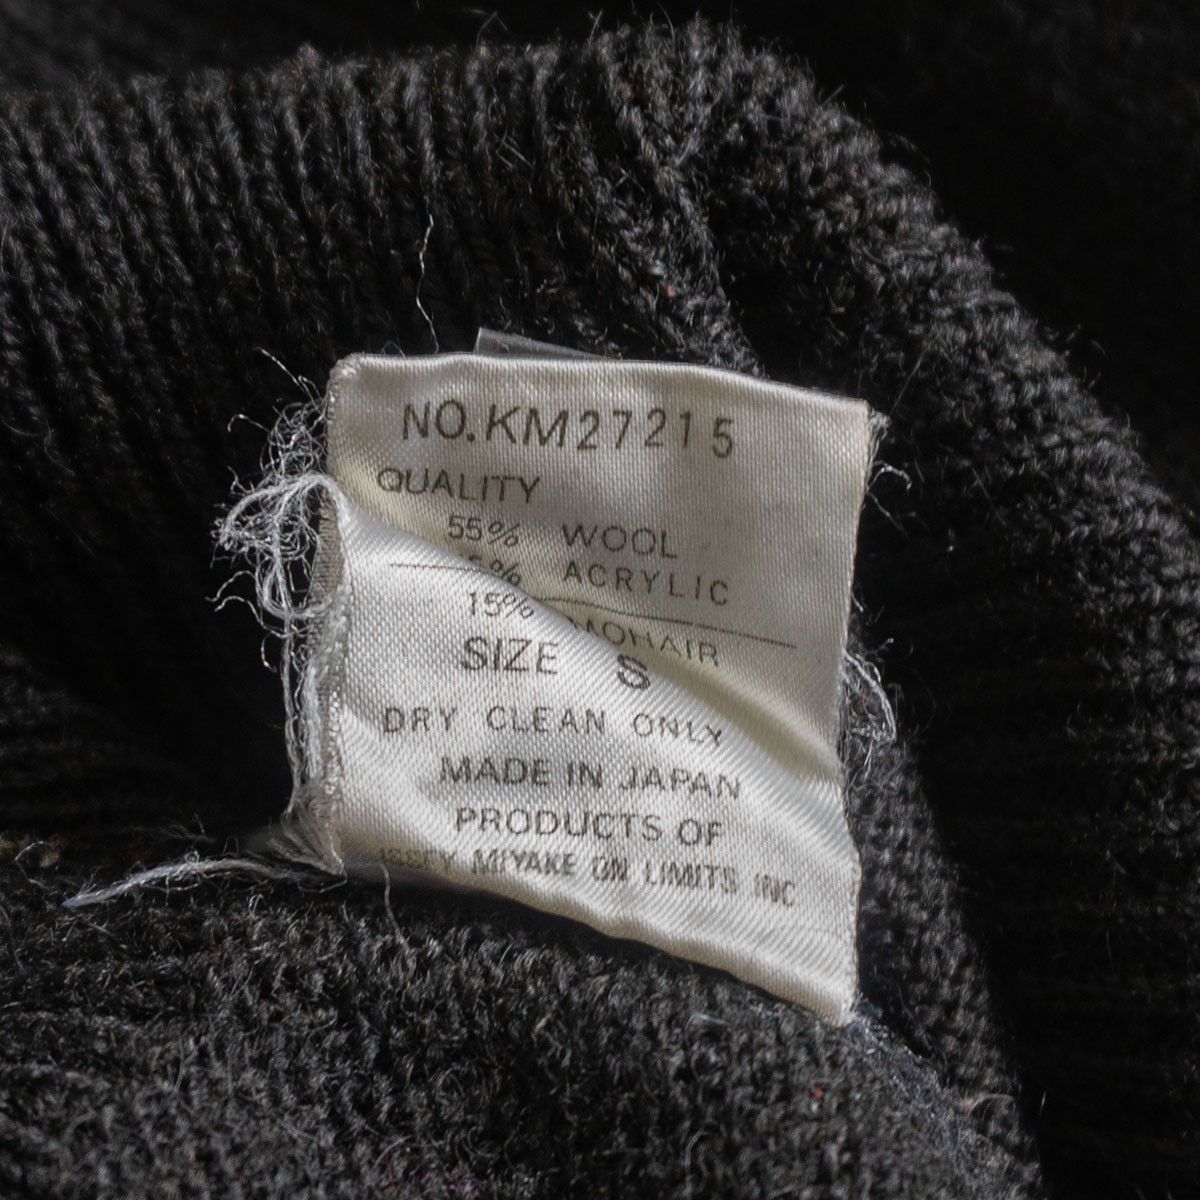 NO.KM27215
QUALITY
55% WOOL
% ACRYLIC
15% MOHAIR
SIZE S
DRY CLEAN ONLY
MADE IN JAPAN
PRODUCTS OF
ISSEY MIYAKE ON LIMITS INC